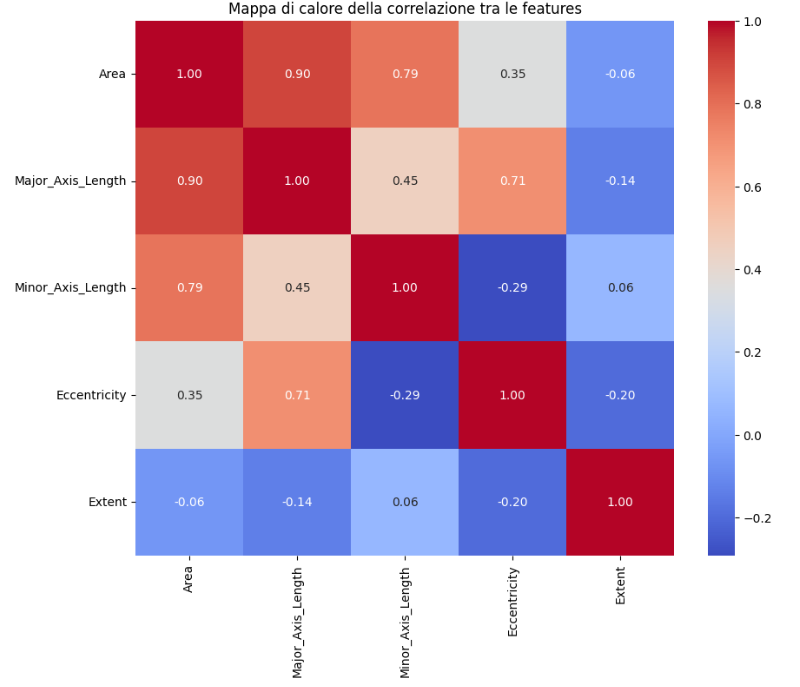 Mappa di calore della correlazione tra le features
Area 1.00 0.90 0.79 0.35 -0.06
Major_Axis_Length 0.90 1.00 0.45 0.71 -0.14
Minor_Axis_Length 0.79 0.45 1.00 -0.29 0.06
Eccentricity 0.35 0.71 -0.29 1.00 -0.20
Extent -0.06 -0.14 0.06 -0.20 1.00
Area
Major_Axis_Length
Minor_Axis_Length
Eccentricity
Extent
1.0
0.8
0.6
0.4
0.2
0.0
−0.2